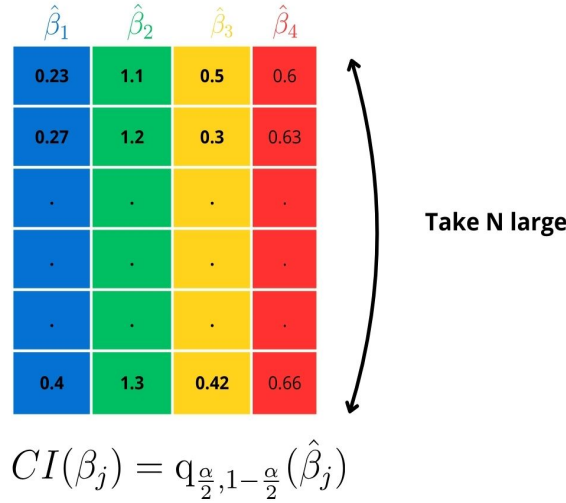 β̂₁ β̂₂ β̂₃ β̂₄
0.23 1.1 0.5 0.6
0.27 1.2 0.3 0.63
. . . .
. . . .
Take N large
. . . .
0.4 1.3 0.42 0.66
CI(βⱼ) = q_{α/2,1−α/2}(β̂ⱼ)